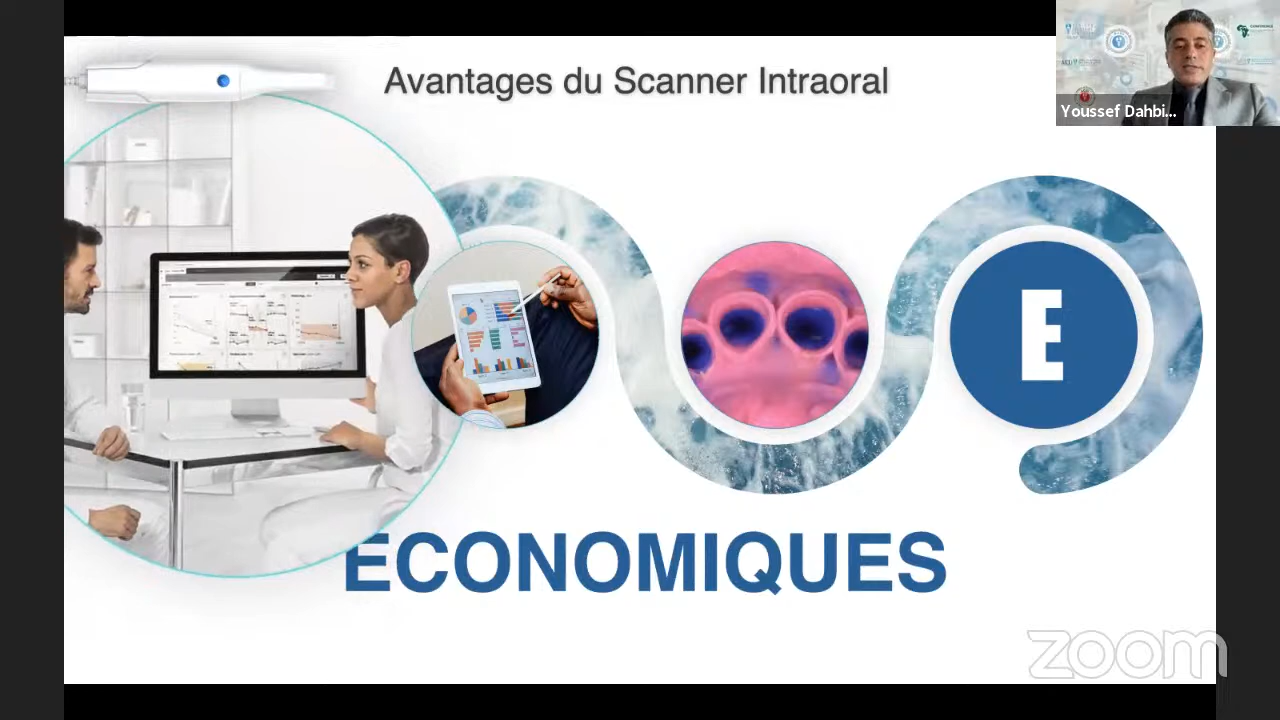 Avantages du Scanner Intraoral
Youssef Dahbi...
E
ECONOMIQUES
zoom